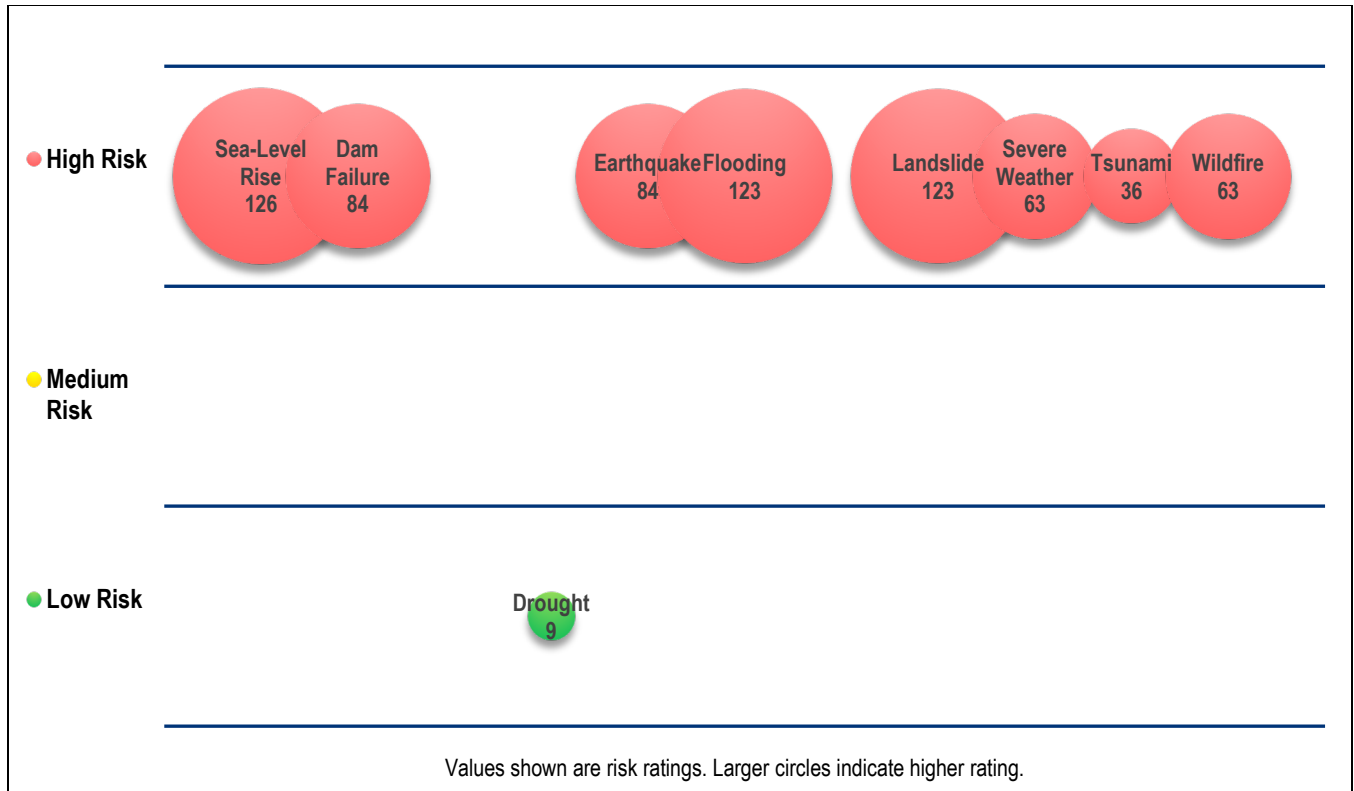 High Risk
Sea-Level
Rise
126
Dam
Failure
84
Earthquake
84
Flooding
123
Landslide
123
Severe
Weather
63
Tsunami
36
Wildfire
63
Medium
Risk
Low Risk
Drought
9
Values shown are risk ratings. Larger circles indicate higher rating.